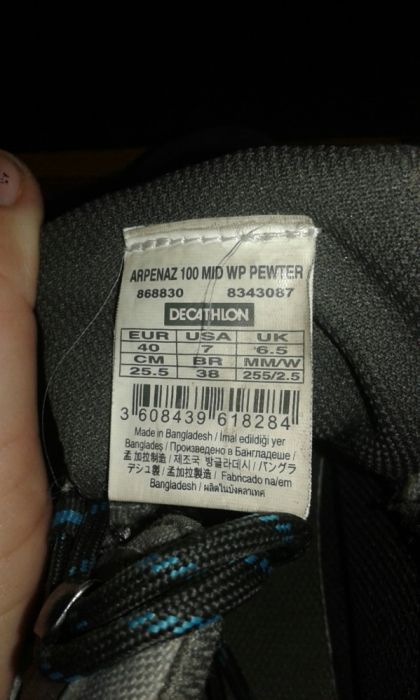 ARPENAZ 100 MID WP PEWTER
868830 8343087
DECATHLON
EUR USA UK
40 7 6.5
CM BR MM/W
25.5 38 255/2.5
3 608439 618284
Made in Bangladesh / İmal edildiği yer
Bangladeş / Произведено в Бангладеше /
孟加拉制造 / 제조국 방글라데시 / バングラ
デシュ製 / 孟加拉製造 / Fabricado na/em
Bangladesh / ผลิตในบังคลาเทศ